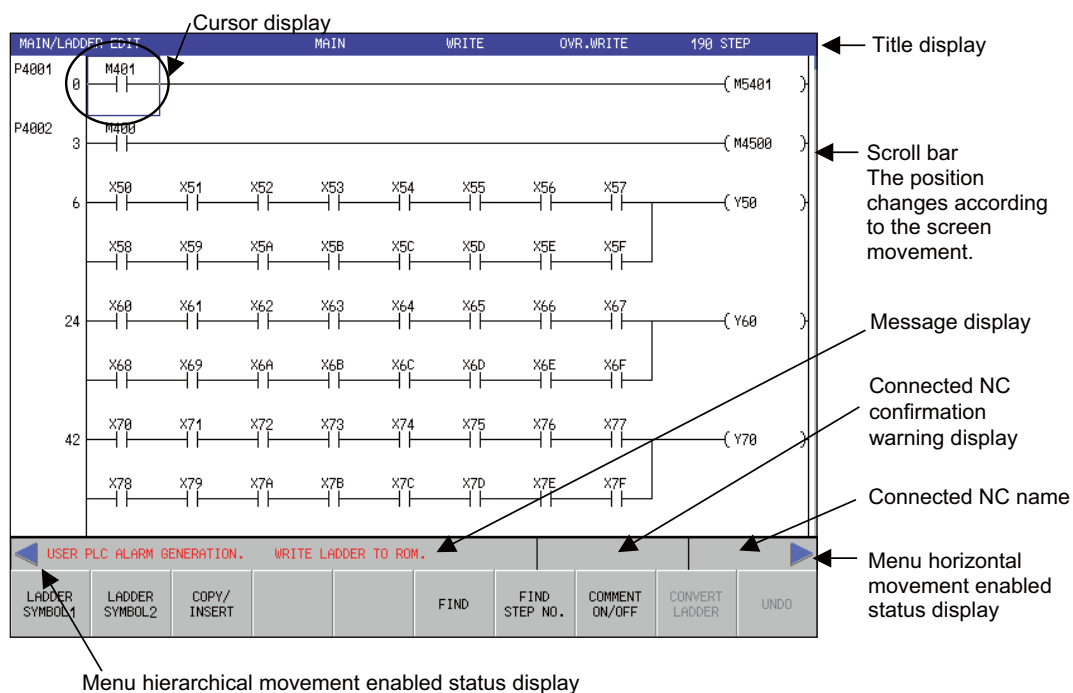 Cursor display
MAIN/LADDER EDIT MAIN WRITE OVR.WRITE 190 STEP
Title display
P4001
0 M401 M5401
P4002
3 M400 M4500
Scroll bar
The position
changes according
to the screen
movement.
X50 X51 X52 X53 X54 X55 X56 X57
6 Y50
X58 X59 X5A X5B X5C X5D X5E X5F
X60 X61 X62 X63 X64 X65 X66 X67
24 Y60
Message display
X68 X69 X6A X6B X6C X6D X6E X6F
Connected NC
confirmation
warning display
X70 X71 X72 X73 X74 X75 X76 X77
42 Y70
X78 X79 X7A X7B X7C X7D X7E X7F
Connected NC name
USER PLC ALARM GENERATION. WRITE LADDER TO ROM.
Menu horizontal
movement enabled
status display
LADDER SYMBOL1
LADDER SYMBOL2
COPY/ INSERT
FIND
FIND STEP NO.
COMMENT ON/OFF
CONVERT LADDER
UNDO
Menu hierarchical movement enabled status display